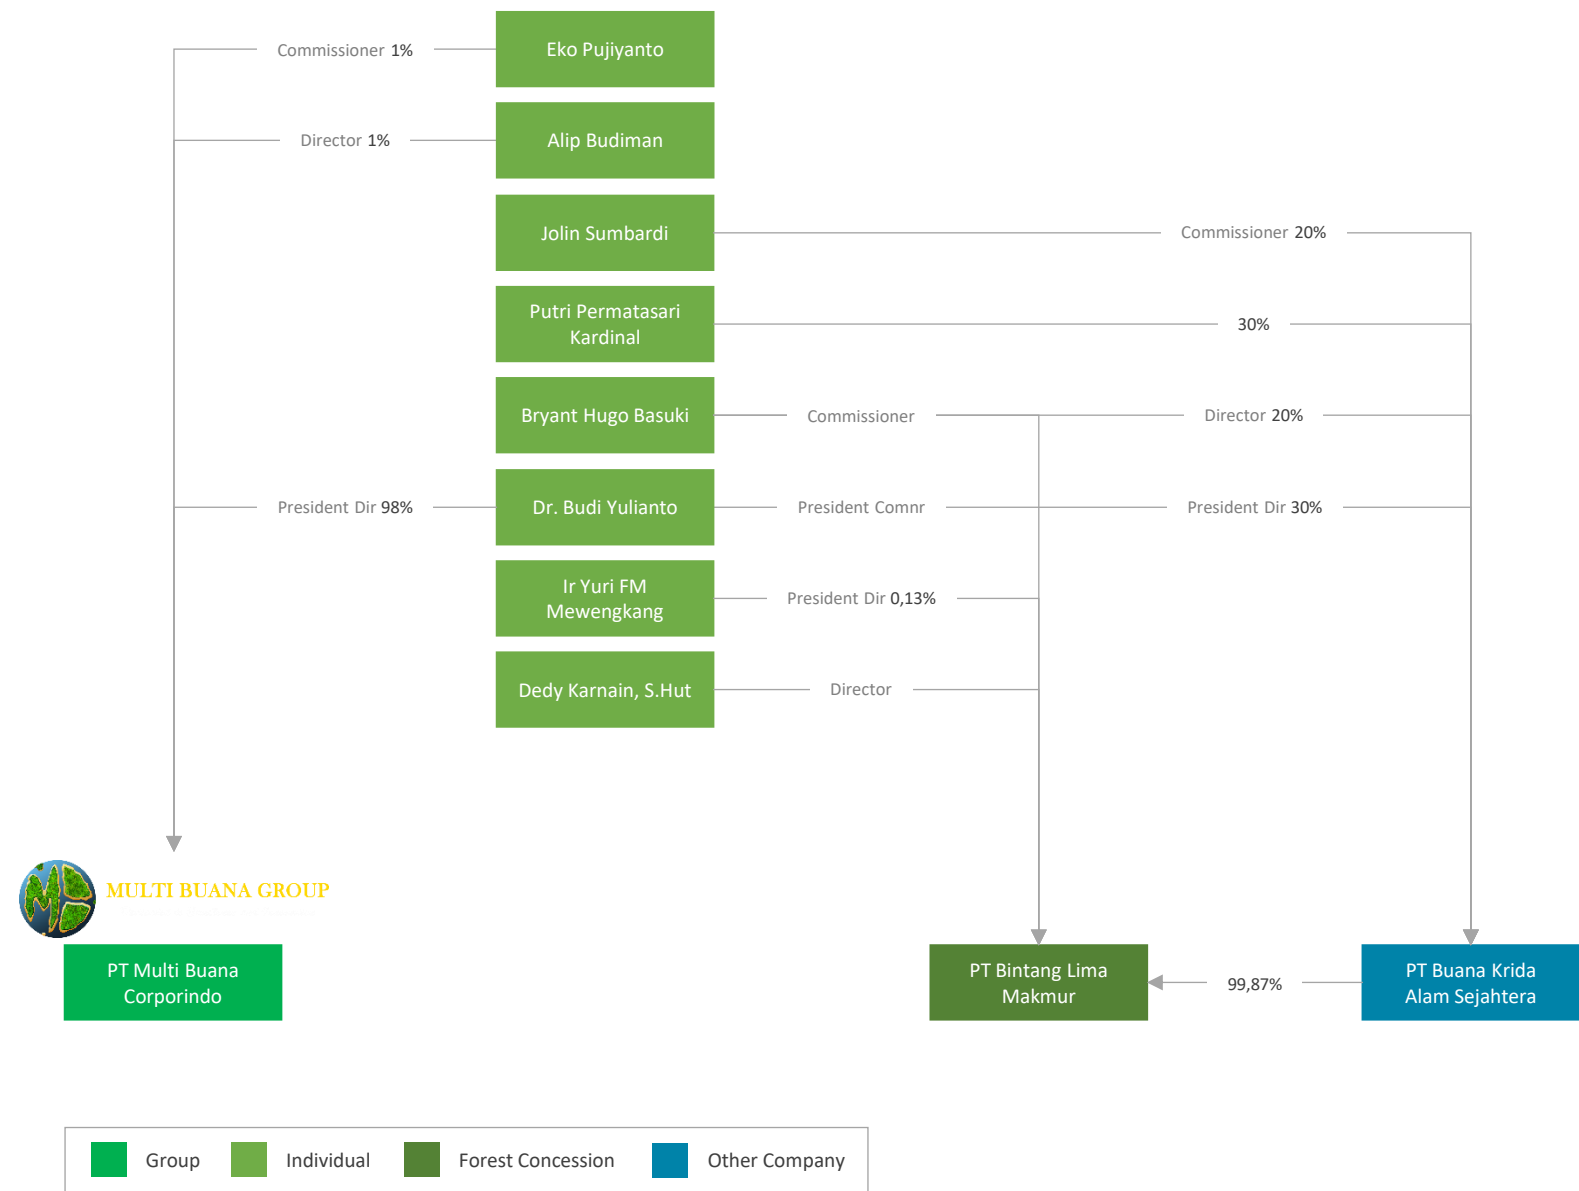 Commissioner 1%
Eko Pujiyanto
Director 1%
Alip Budiman
Jolin Sumbardi
Commissioner 20%
Putri Permatasari
Kardinal
30%
Bryant Hugo Basuki
Commissioner
Director 20%
President Dir 98%
Dr. Budi Yulianto
President Comnr
President Dir 30%
Ir Yuri FM
Mewengkang
President Dir 0,13%
Dedy Karnain, S.Hut
Director
MULTI BUANA GROUP
PT Multi Buana
Corporindo
PT Bintang Lima
Makmur
99,87%
PT Buana Krida
Alam Sejahtera
Group
Individual
Forest Concession
Other Company